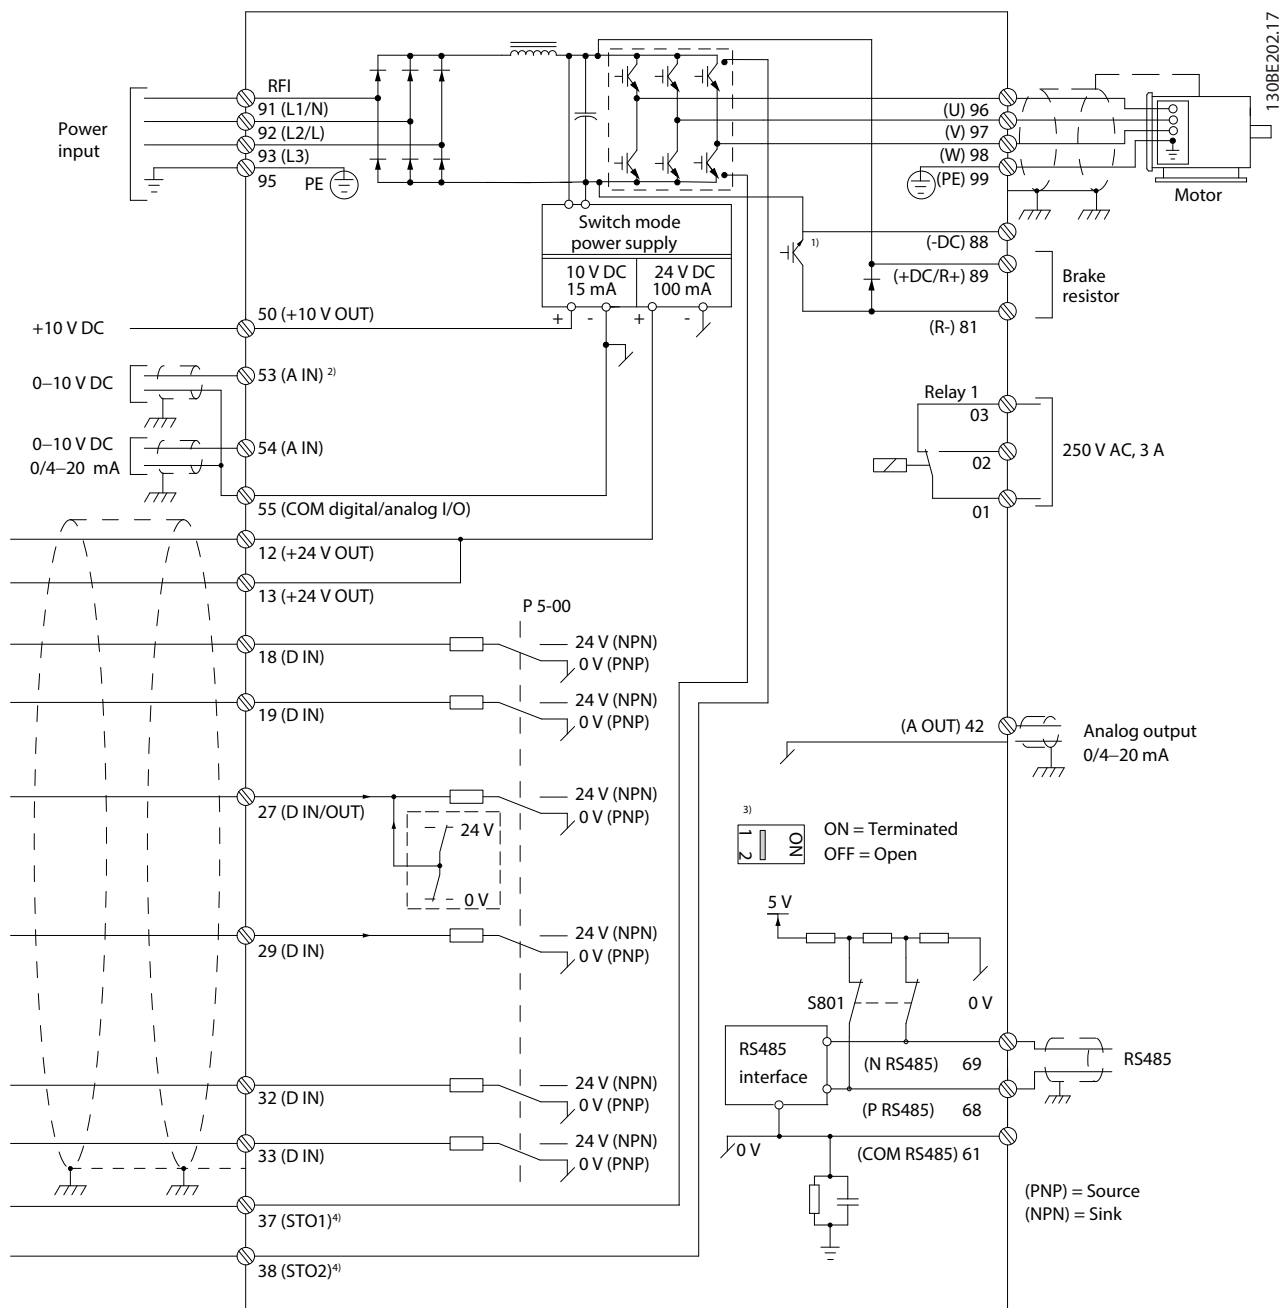 130BE202.17
RFI
91 (L1/N)
92 (L2/L)
93 (L3)
95
PE
Power
input
(U) 96
(V) 97
(W) 98
(PE) 99
Motor
Switch mode
power supply
10 V DC
15 mA
24 V DC
100 mA
+
-
+
-
1)
(-DC) 88
(+DC/R+) 89
(R-) 81
Brake
resistor
+10 V DC
50 (+10 V OUT)
0–10 V DC
53 (A IN) 2)
0–10 V DC
0/4–20 mA
54 (A IN)
55 (COM digital/analog I/O)
Relay 1
03
02
01
250 V AC, 3 A
12 (+24 V OUT)
13 (+24 V OUT)
P 5-00
18 (D IN)
24 V (NPN)
0 V (PNP)
19 (D IN)
24 V (NPN)
0 V (PNP)
(A OUT) 42
Analog output
0/4–20 mA
27 (D IN/OUT)
24 V (NPN)
0 V (PNP)
24 V
0 V
3)
1 2
ON
ON = Terminated
OFF = Open
29 (D IN)
24 V (NPN)
0 V (PNP)
5 V
S801
0 V
RS485
interface
(N RS485) 69
(P RS485) 68
(COM RS485) 61
0 V
RS485
32 (D IN)
24 V (NPN)
0 V (PNP)
33 (D IN)
24 V (NPN)
0 V (PNP)
37 (STO1)4)
38 (STO2)4)
(PNP) = Source
(NPN) = Sink